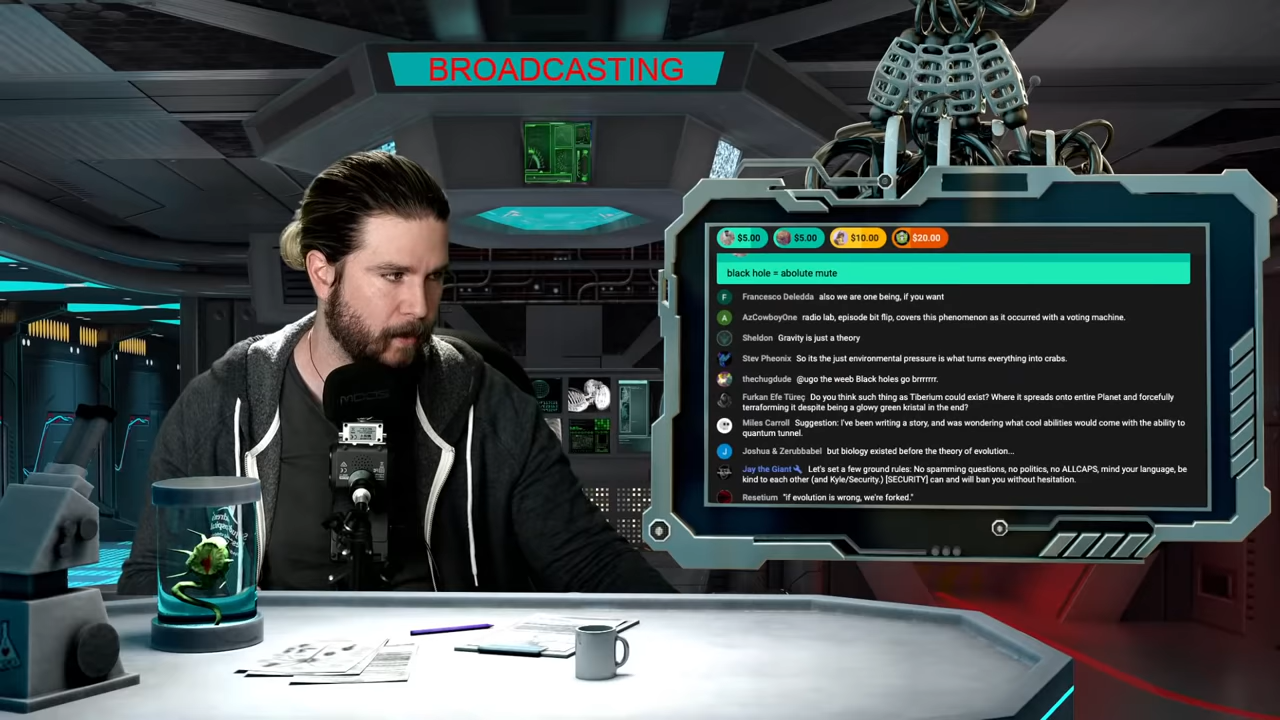 BROADCASTING
$5.00
$5.00
$10.00
$20.00
black hole = abolute mute
Francesco Deledda also we are one being, if you want
AzCowboyOne radio lab, episode bit flip, covers this phenomenon as it occurred with a voting machine.
Sheldon Gravity is just a theory
Stev Pheonix So its the just environmental pressure is what turns everything into crabs.
thechugdude @ugo the weeb Black holes go brrrrrrr.
Furkan Efe Türeç Do you think such thing as Tiberium could exist? Where it spreads onto entire Planet and forcefully
terraforming it despite being a glowy green kristal in the end?
Miles Carroll Suggestion: I've been writing a story, and was wondering what cool abilities would come with the ability to
quantum tunnel.
J Joshua & Zerubbabel but biology existed before the theory of evolution...
Jay the Giant Let's set a few ground rules: No spamming questions, no politics, no ALLCAPS, mind your language, be
kind to each other (and Kyle/Security.) [SECURITY] can and will ban you without hesitation.
Resetium "if evolution is wrong, we're forked."